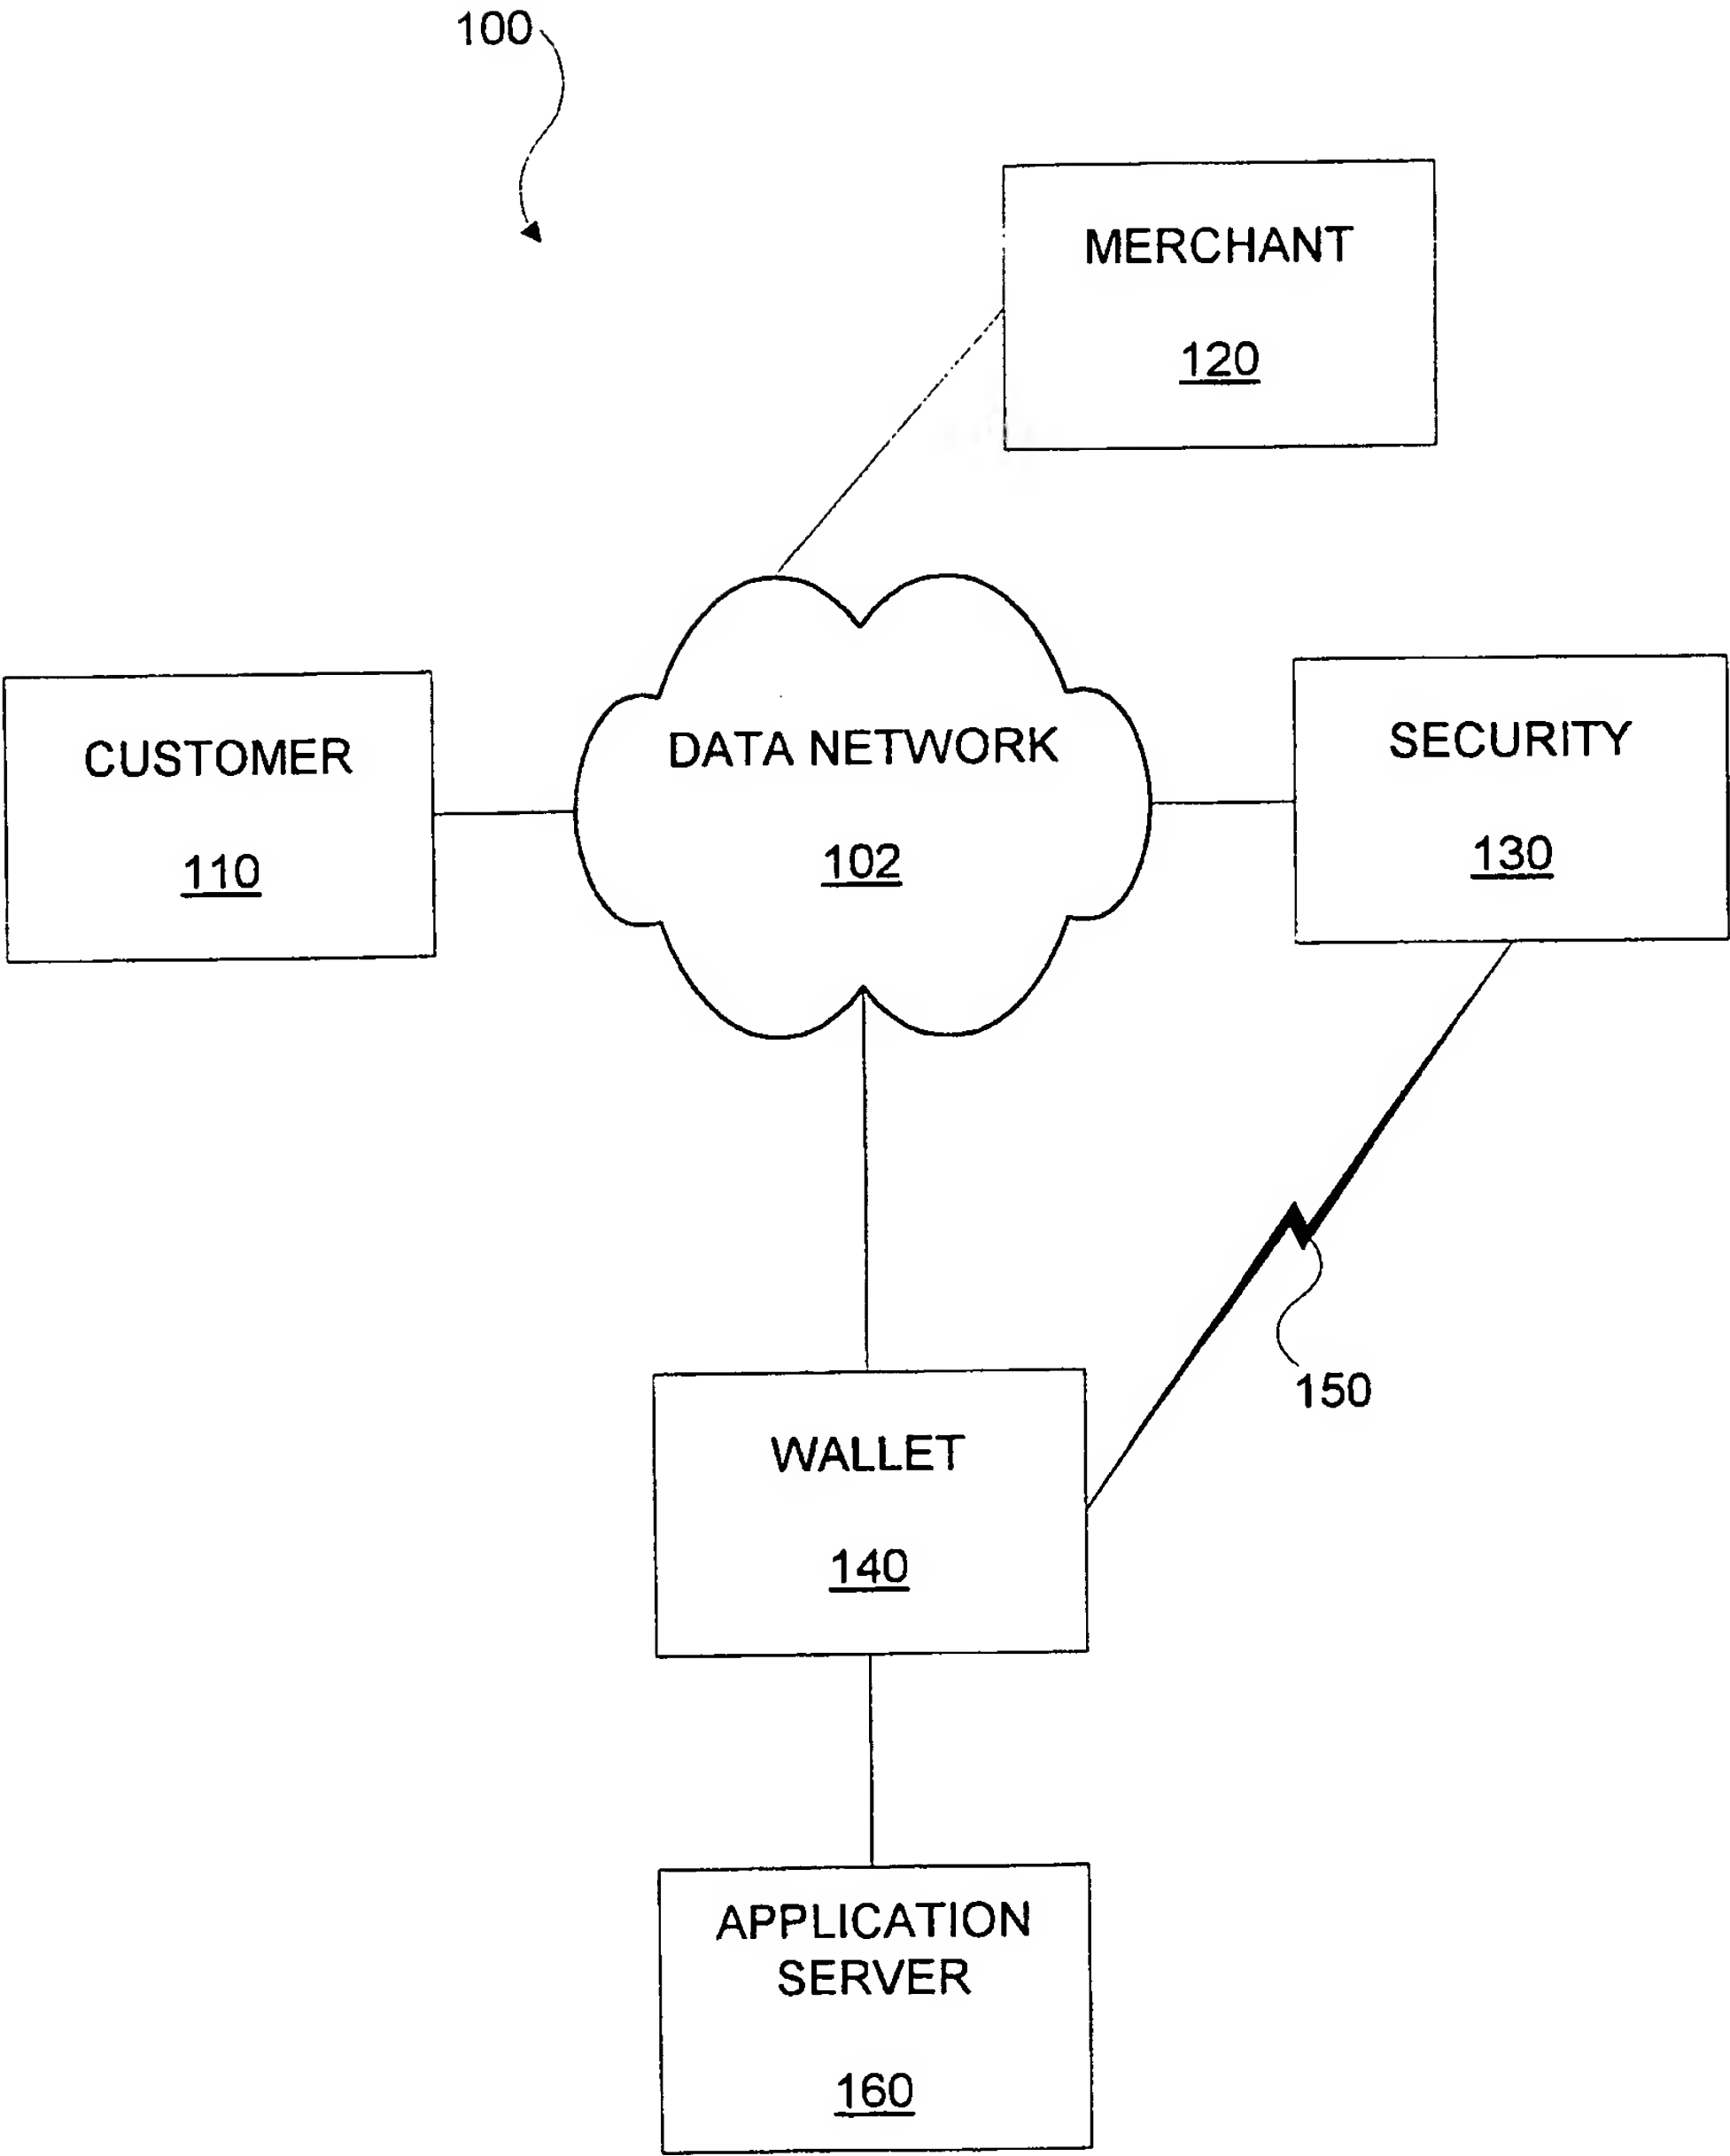 100
MERCHANT
120
CUSTOMER
110
DATA NETWORK
102
SECURITY
130
150
WALLET
140
APPLICATION
SERVER
160